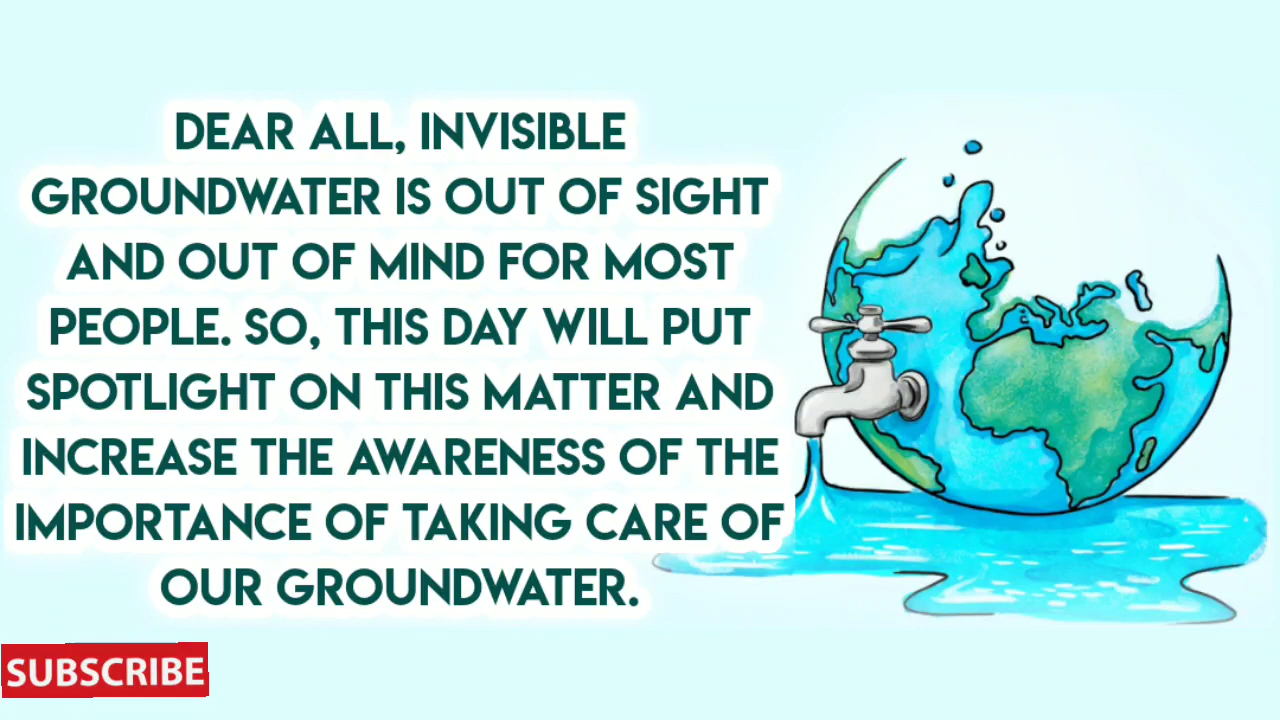 DEAR ALL, INVISIBLE
GROUNDWATER IS OUT OF SIGHT
AND OUT OF MIND FOR MOST
PEOPLE. SO, THIS DAY WILL PUT
SPOTLIGHT ON THIS MATTER AND
INCREASE THE AWARENESS OF THE
IMPORTANCE OF TAKING CARE OF
OUR GROUNDWATER.
SUBSCRIBE